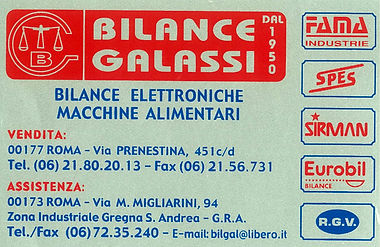 BILANCE
GALASSI
DAL 1950
CB
BILANCE ELETTRONICHE
MACCHINE ALIMENTARI
VENDITA:
00177 ROMA - Via PRENESTINA, 451c/d
Tel. (06) 21.80.20.13 - Fax (06) 21.56.731
ASSISTENZA:
00173 ROMA - Via M. MIGLIARINI, 94
Zona Industriale Gregna S. Andrea - G.R.A.
Tel./Fax (06)72.35.240 - E-mail: bilgal@libero.it
FAMA
INDUSTRIE
SPES
SIRMAN
Eurobil
BILANCE
R.G.V.